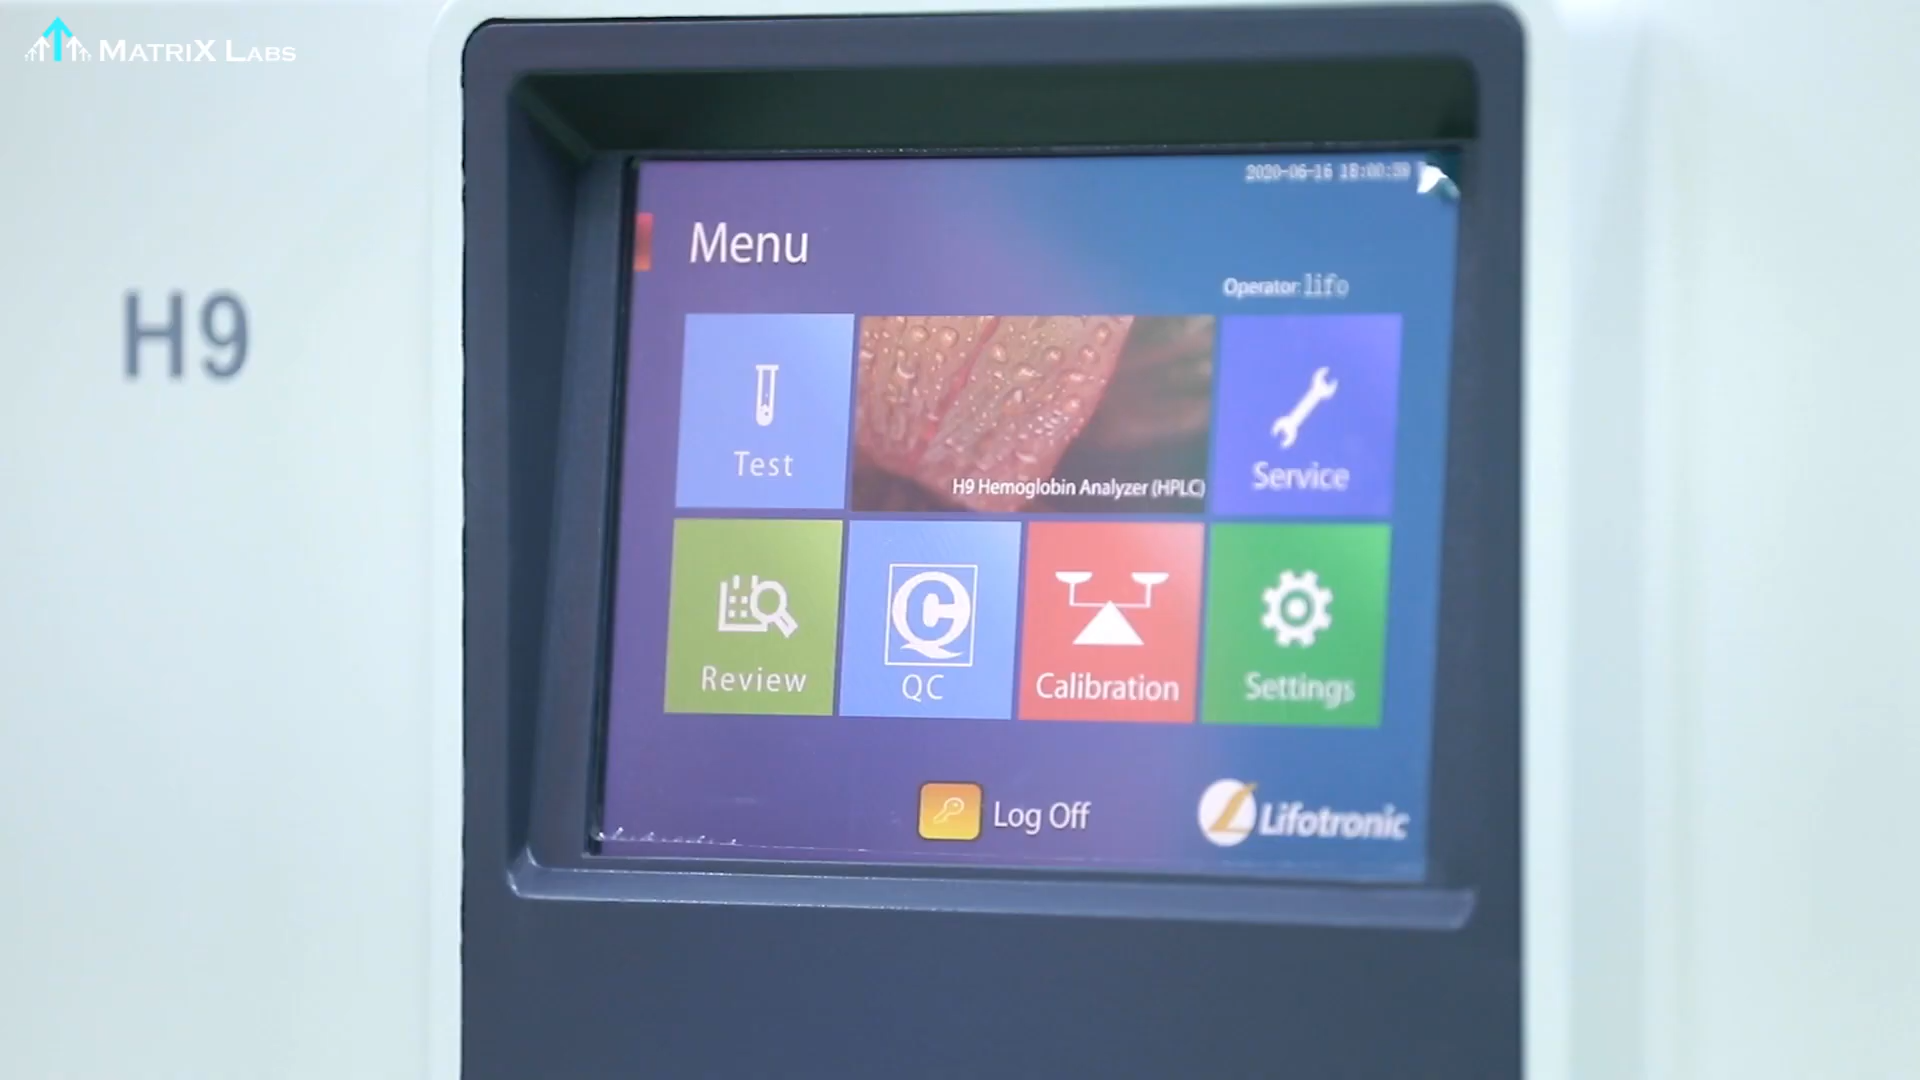 MATRIX LABS
2020-06-16 18:00:39
Menu
Operator: lifo
H9
Test
H9 Hemoglobin Analyzer (HPLC)
Service
Review
QC
QC
Calibration
Settings
Log Off
Lifotronic